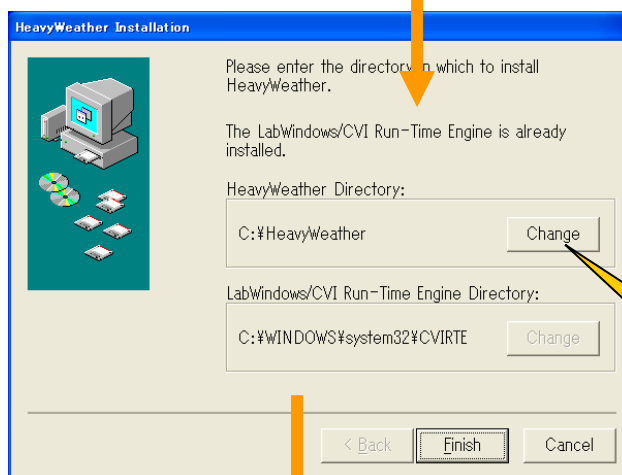 HeavyWeather Installation
Please enter the directory in which to install
HeavyWeather.
The LabWindows/CVI Run-Time Engine is already
installed.
HeavyWeather Directory:
C:¥HeavyWeather
Change
LabWindows/CVI Run-Time Engine Directory:
C:¥WINDOWS¥system32¥CVIRTE
Change
< Back
Finish
Cancel